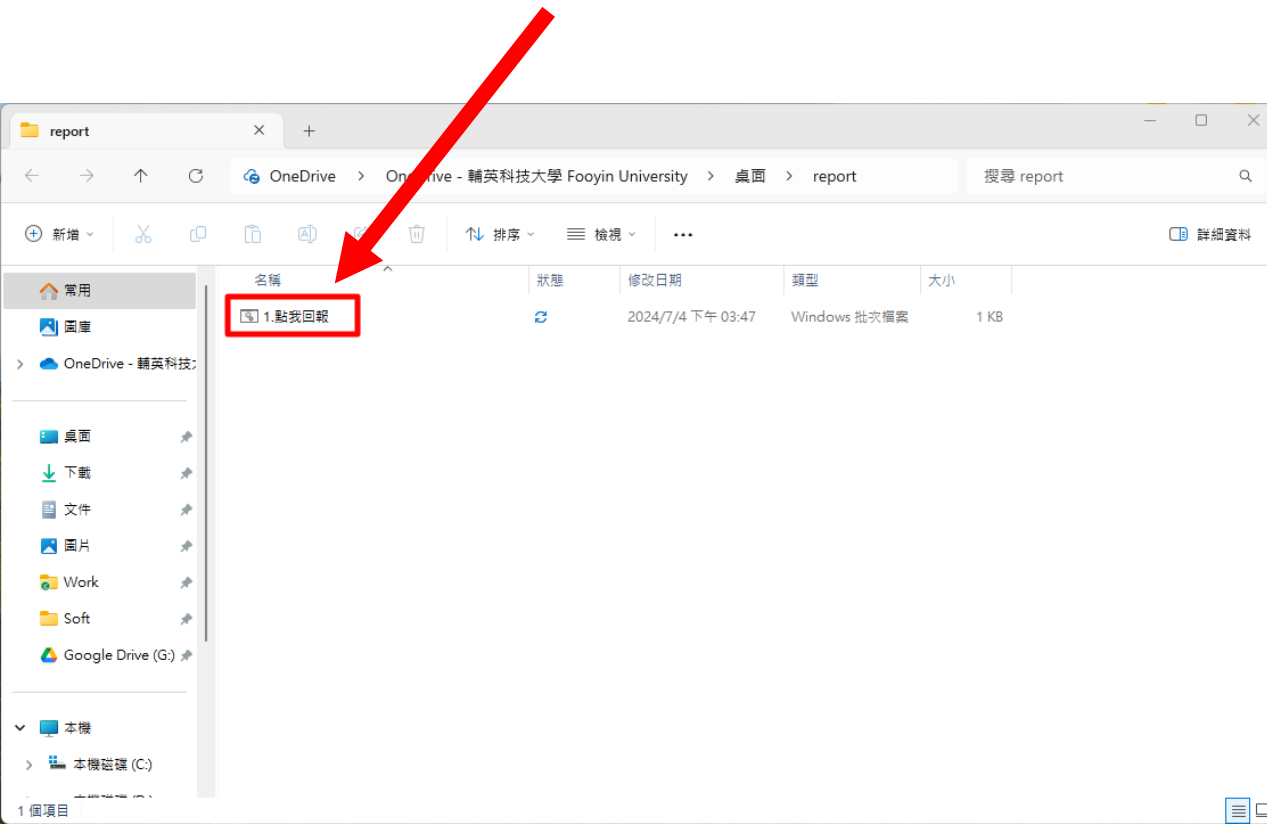 report
OneDrive > OneDrive - 輔英科技大學 Fooyin University > 桌面 > report
搜尋 report
新增
排序
檢視
詳細資料
名稱 狀態 修改日期 類型 大小
1.點我回報 2024/7/4 下午 03:47 Windows 批次檔案 1 KB
常用
圖庫
OneDrive - 輔英科技
桌面
下載
文件
圖片
Work
Soft
Google Drive (G:)
本機
本機磁碟 (C:)
1 個項目